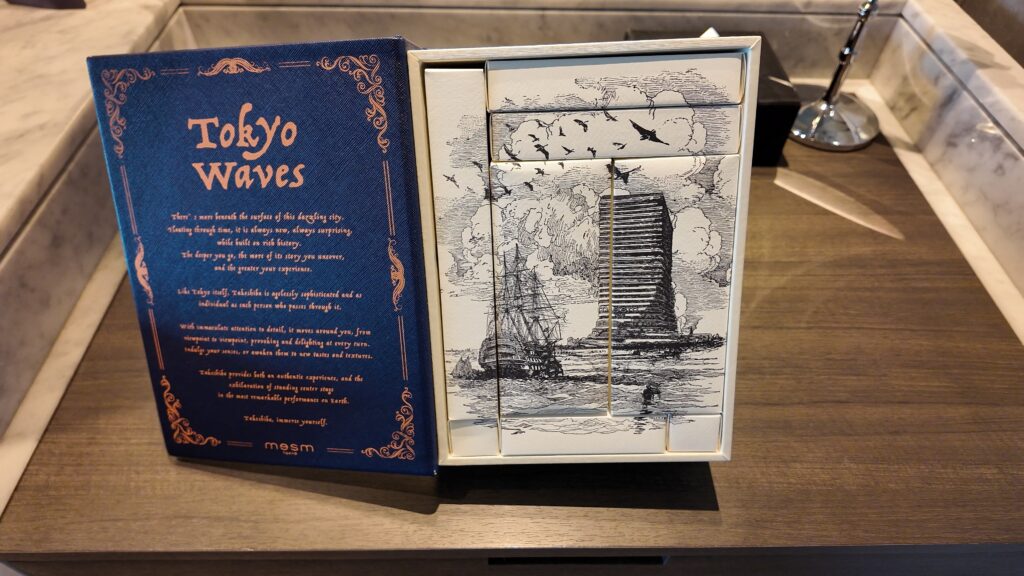 Tokyo
Waves
There's more beneath the surface of this dazzling city.
Floating through time, it is always new, always surprising,
while built on rich history.
The deeper you go, the more of its story you uncover,
and the greater your experience.
Like Tokyo itself, Takeshiba is agelessly sophisticated and as
individual as each person who passes through it.
With immaculate attention to detail, it moves around you, from
viewpoint to viewpoint, provoking and delighting at every turn.
Indulge your senses, or awaken them to new tastes and textures.
Takeshiba provides both an authentic experience, and the
exhilaration of standing center stage
in the most remarkable performance on Earth.
Takeshiba, immerse yourself.
mesm
TOKYO